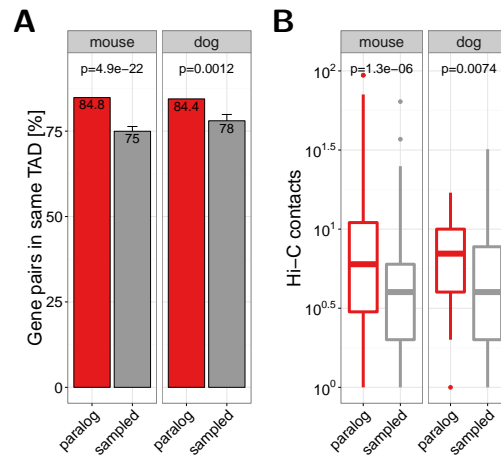 A
mouse
dog
p=4.9e−22
p=0.0012
Gene pairs in same TAD [%]
75
50
25
0
84.8
75
84.4
78
paralog
sampled
paralog
sampled
B
mouse
dog
p=1.3e−06
p=0.0074
Hi−C contacts
10^2
10^1.5
10^1
10^0.5
10^0
paralog
sampled
paralog
sampled